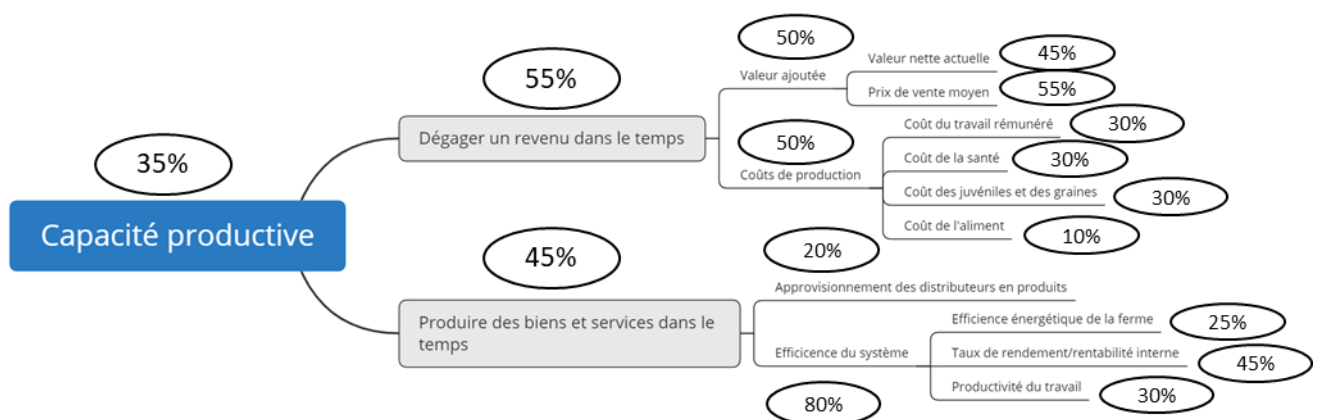 35%
Capacité productive
55%
Dégager un revenu dans le temps
50%
Valeur ajoutée
Valeur nette actuelle
45%
Prix de vente moyen
55%
50%
Coûts de production
Coût du travail rémunéré
30%
Coût de la santé
30%
Coût des juvéniles et des graines
30%
Coût de l'aliment
10%
45%
Produire des biens et services dans le
temps
20%
Approvisionnement des distributeurs en produits
Efficicence du système
80%
Efficience énergétique de la ferme
25%
Taux de rendement/rentabilité interne
45%
Productivité du travail
30%